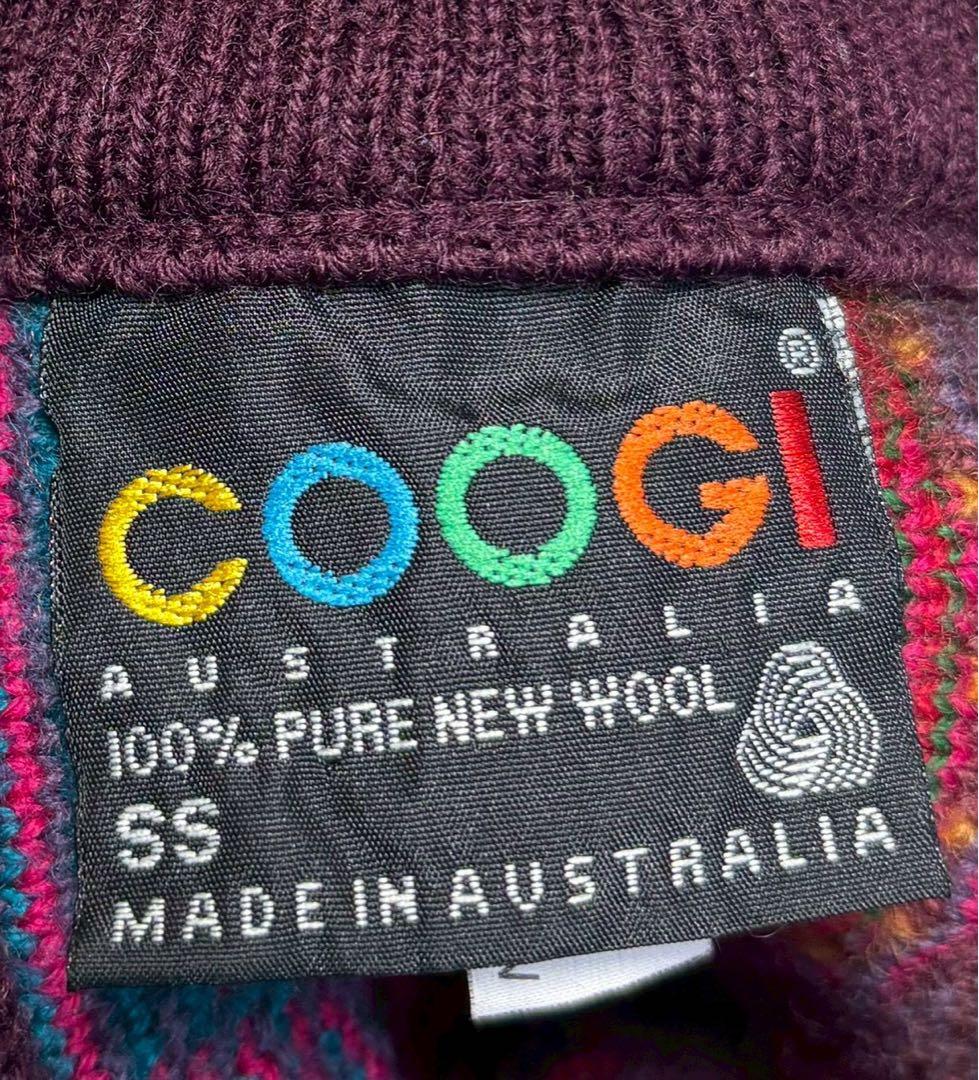 COOGI®
AUSTRALIA
100% PURE NEW WOOL
SS
MADE IN AUSTRALIA